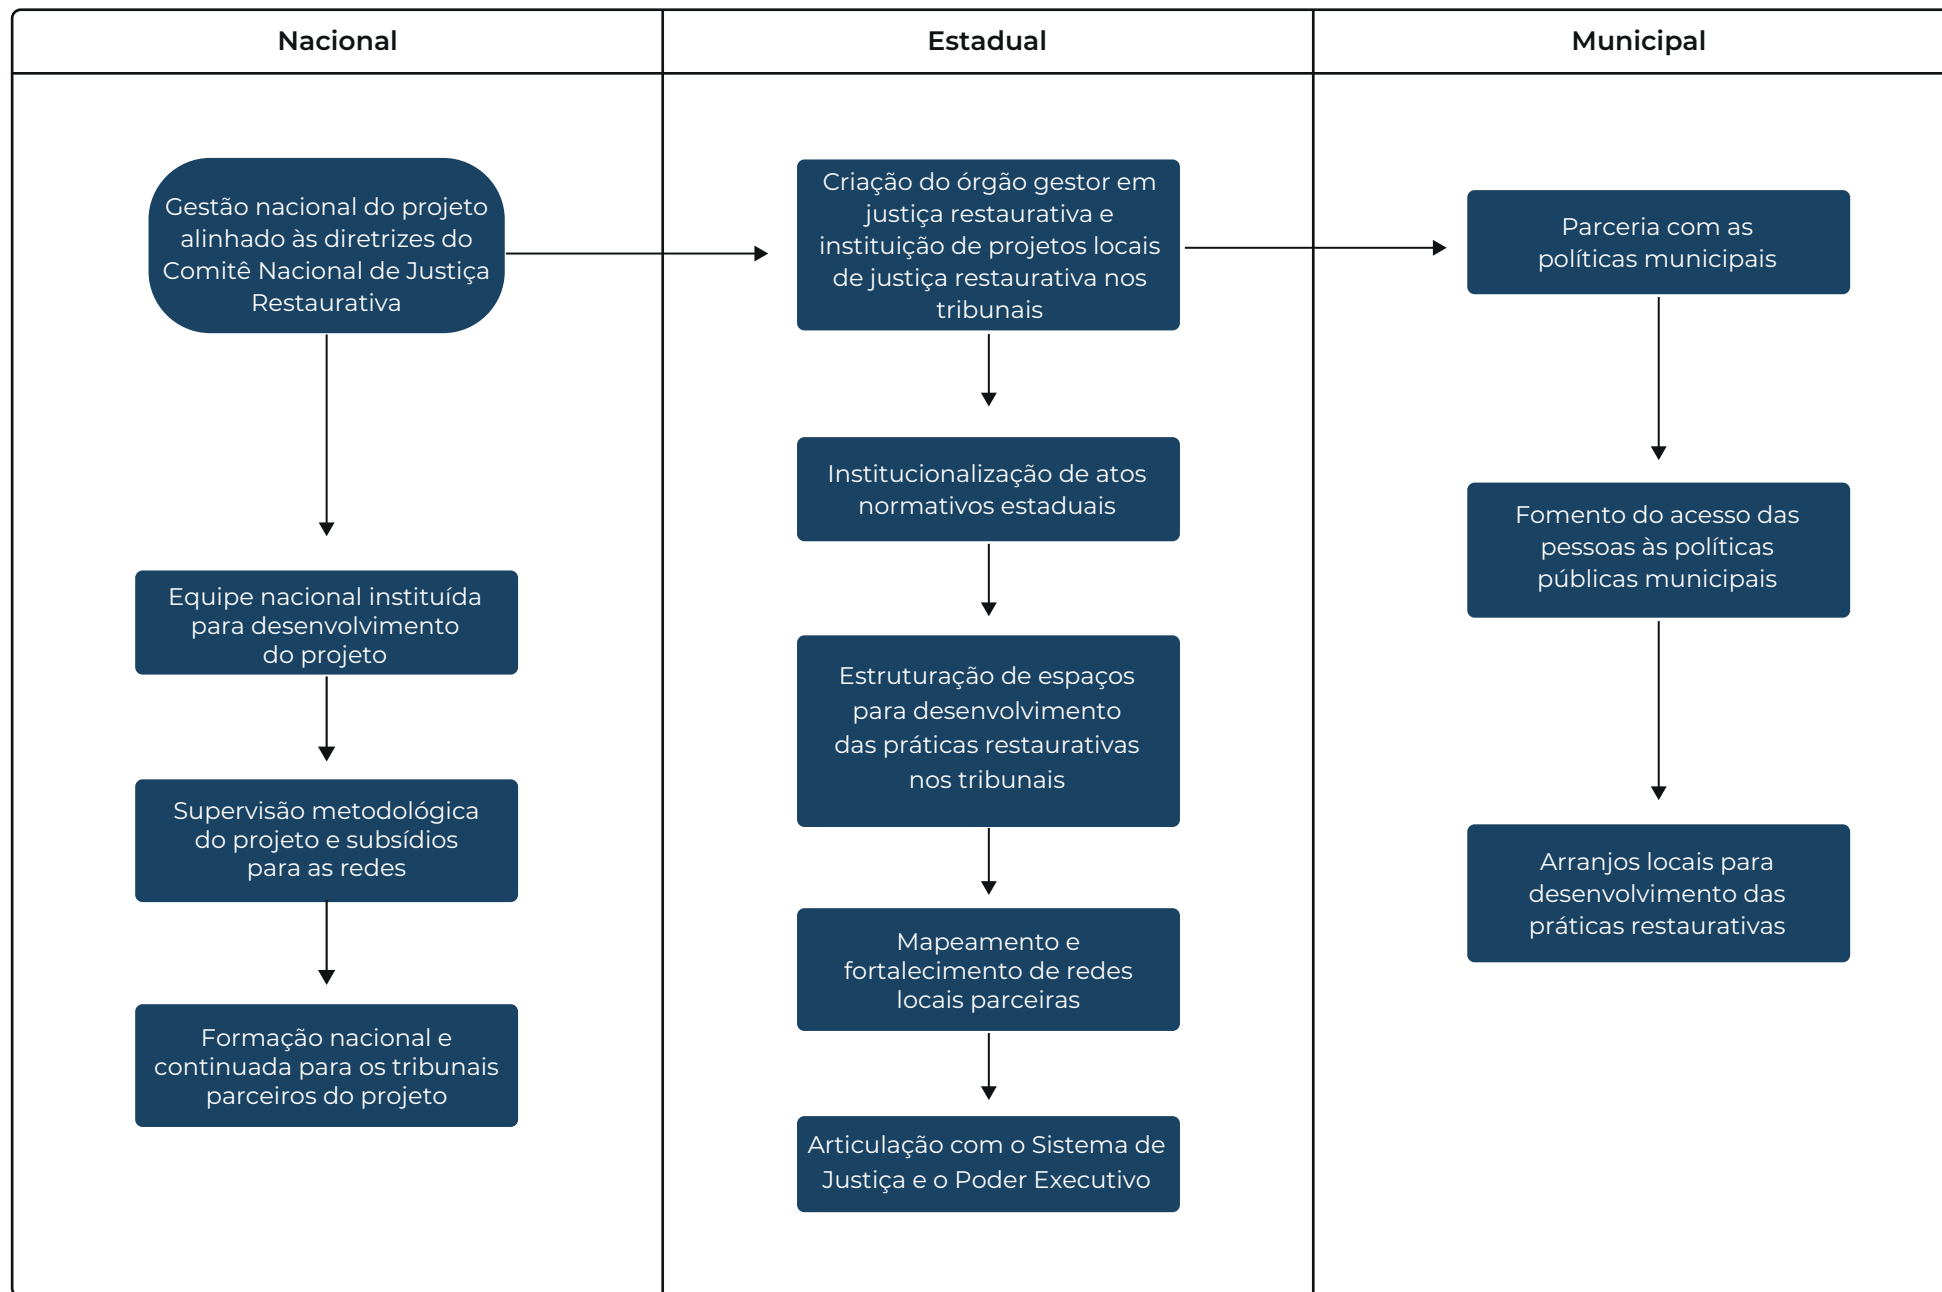 Nacional
Estadual
Municipal
Gestão nacional do projeto
alinhado às diretrizes do
Comitê Nacional de Justiça
Restaurativa
Equipe nacional instituída
para desenvolvimento
do projeto
Supervisão metodológica
do projeto e subsídios
para as redes
Formação nacional e
continuada para os tribunais
parceiros do projeto
Criação do órgão gestor em
justiça restaurativa e
instituição de projetos locais
de justiça restaurativa nos
tribunais
Institucionalização de atos
normativos estaduais
Estruturação de espaços
para desenvolvimento
das práticas restaurativas
nos tribunais
Mapeamento e
fortalecimento de redes
locais parceiras
Articulação com o Sistema de
Justiça e o Poder Executivo
Parceria com as
políticas municipais
Fomento do acesso das
pessoas às políticas
públicas municipais
Arranjos locais para
desenvolvimento das
práticas restaurativas